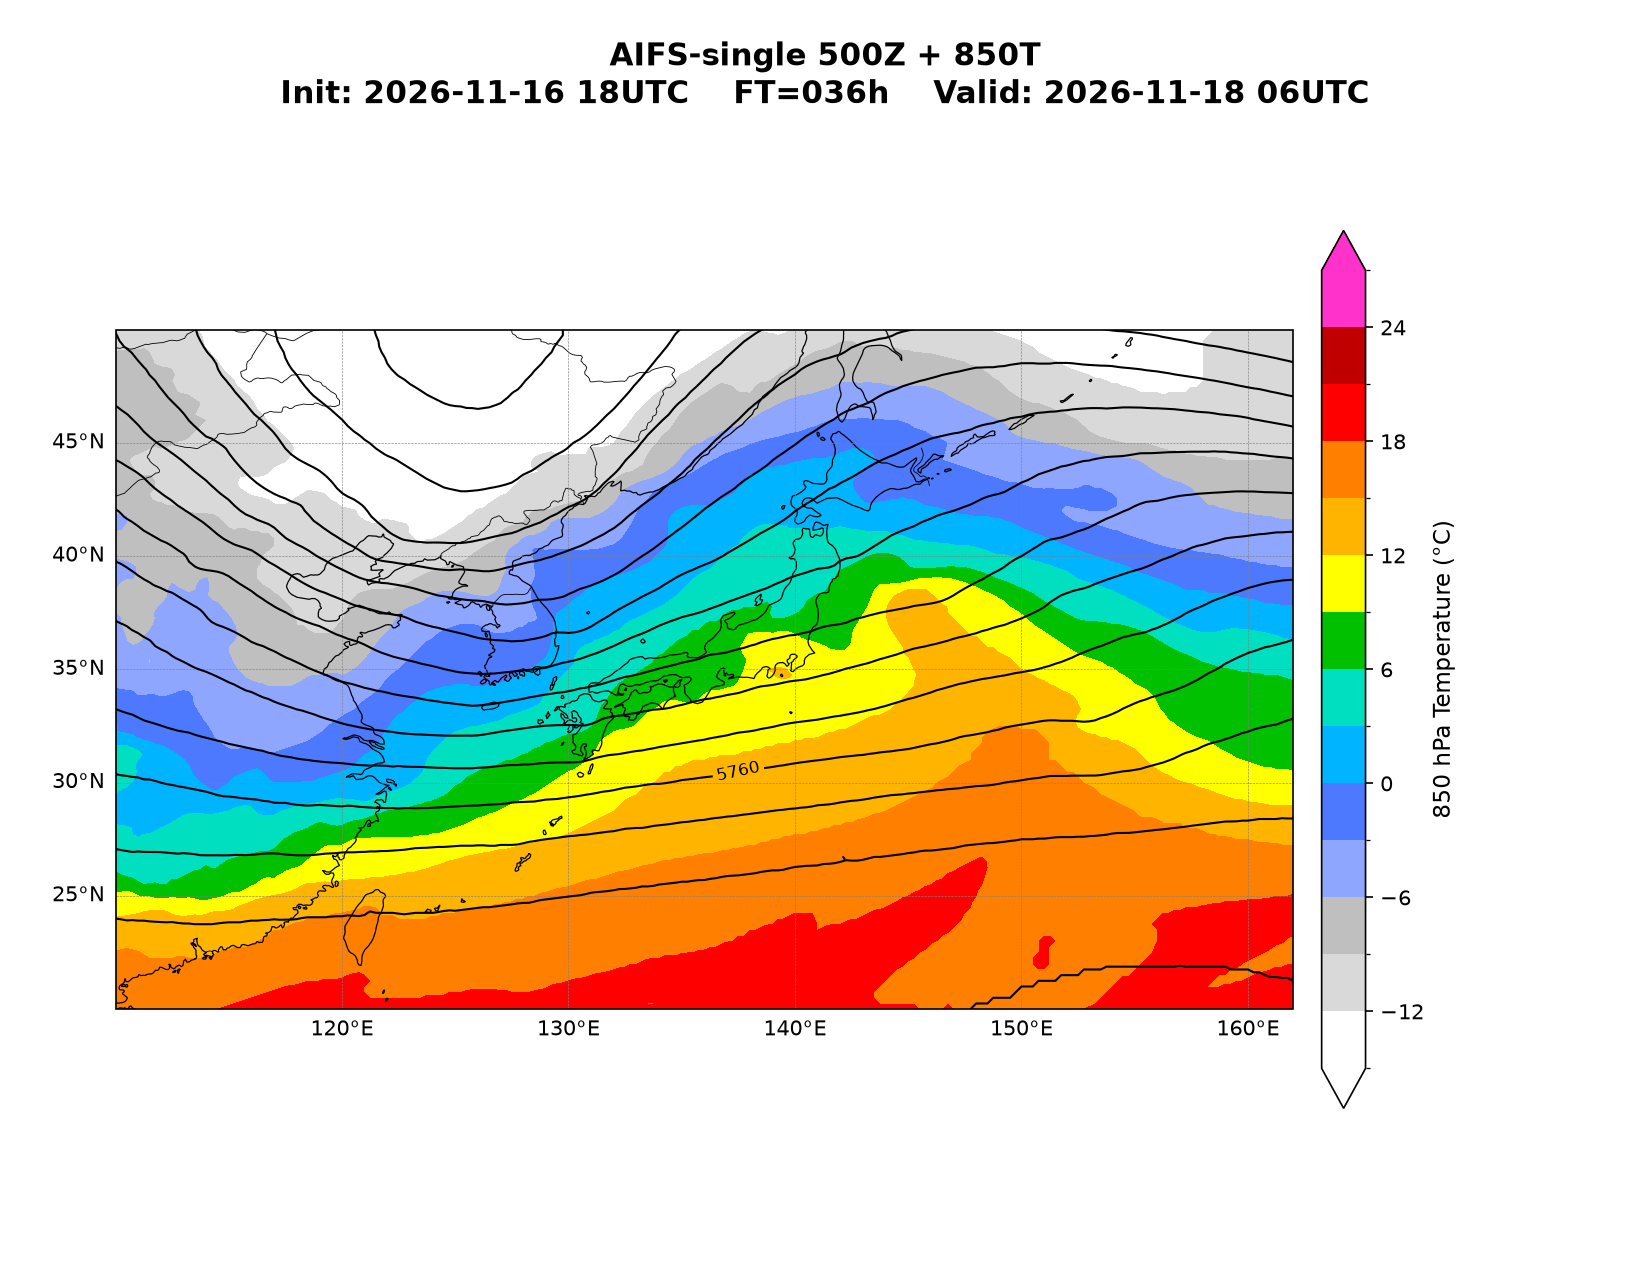 AIFS-single 500Z + 850T
Init: 2026-11-16 18UTC    FT=036h    Valid: 2026-11-18 06UTC
24
18
12
6
0
−6
−12
850 hPa Temperature (°C)
45°N
40°N
35°N
30°N
25°N
5760
120°E
130°E
140°E
150°E
160°E